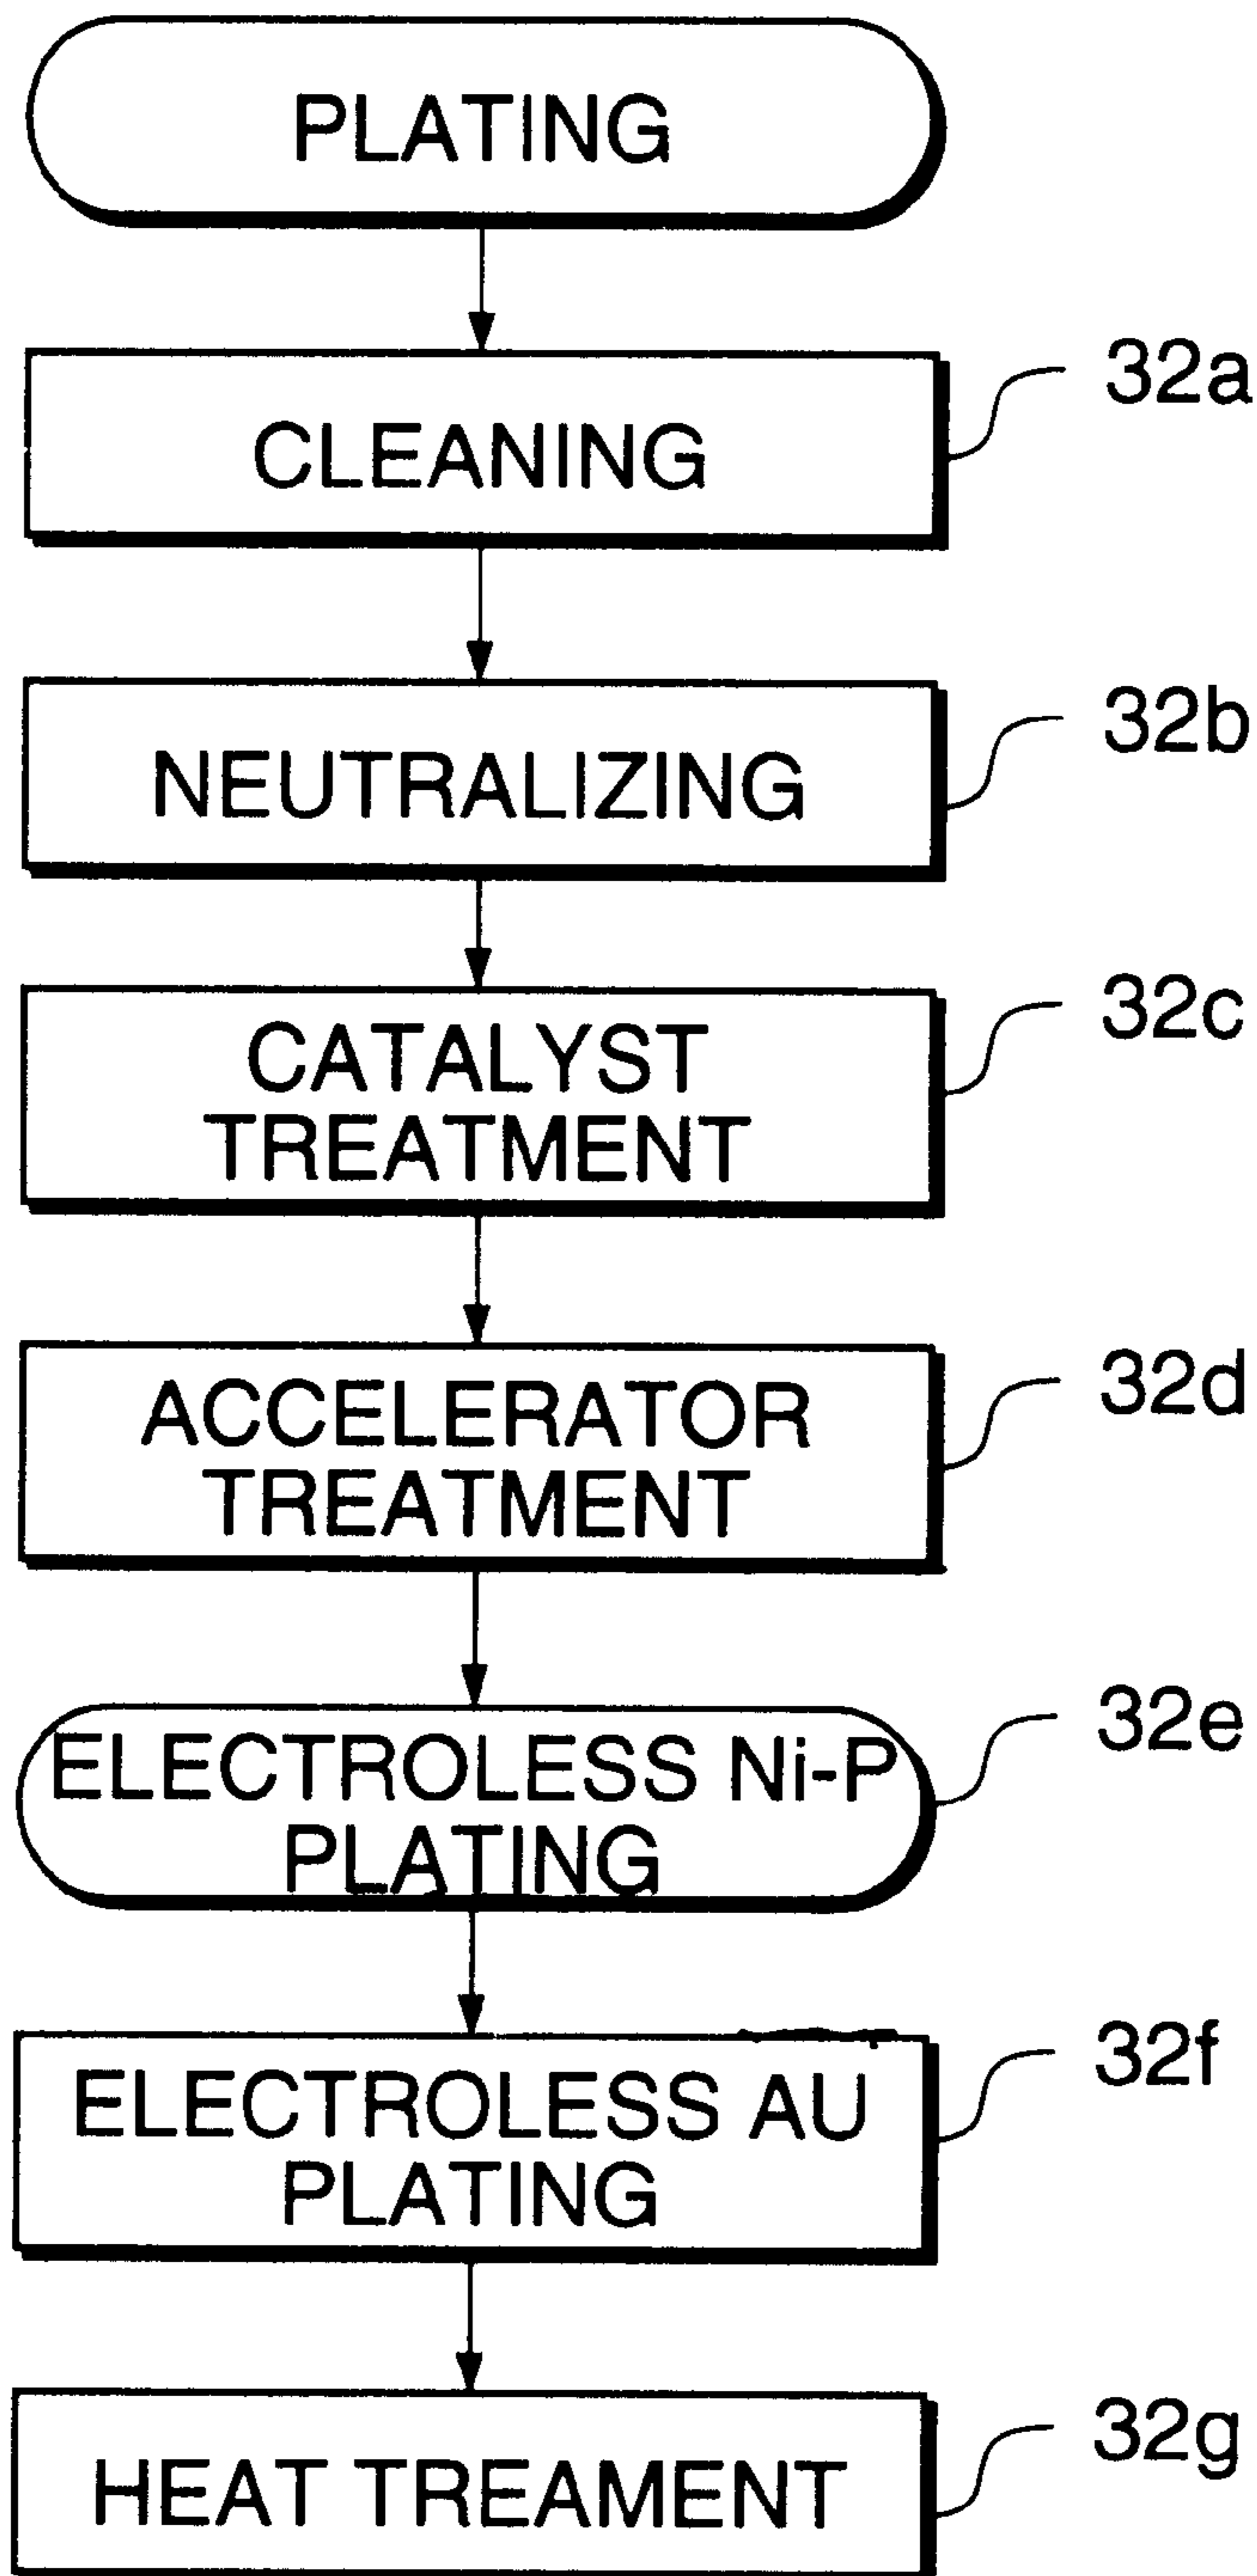 PLATING
CLEANING
32a
NEUTRALIZING
32b
CATALYST
TREATMENT
32c
ACCELERATOR
TREATMENT
32d
ELECTROLESS Ni-P
PLATING
32e
ELECTROLESS AU
PLATING
32f
HEAT TREAMENT
32g